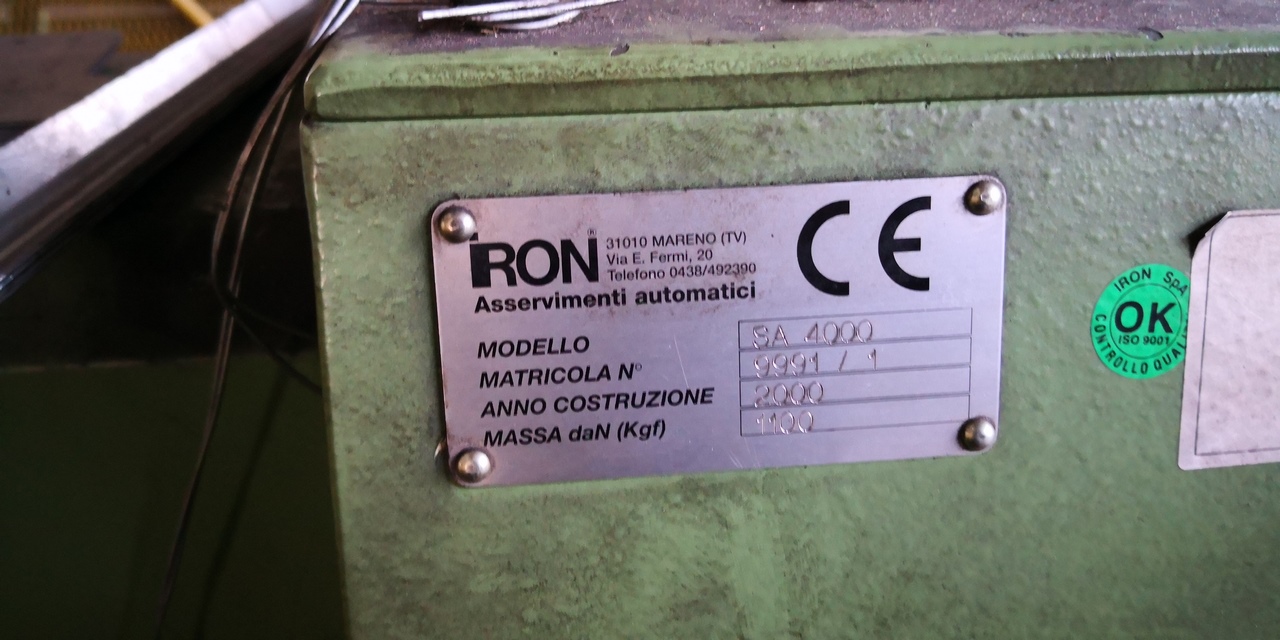 IRON®
31010 MARENO (TV)
Via E. Fermi, 20
Telefono 0438/492390
Asservimenti automatici
CE
MODELLO SA 4000
MATRICOLA N° 9991 / 1
ANNO COSTRUZIONE 2000
MASSA daN (Kgf) 1100
IRON SpA
OK
ISO 9001
CONTROLLO